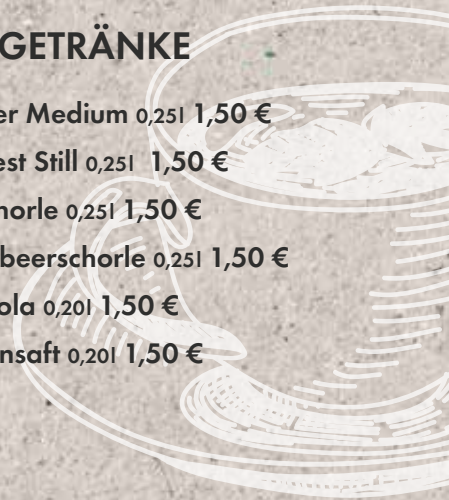 GETRÄNKE
er Medium 0,25l 1,50 €
est Still 0,25l 1,50 €
horle 0,25l 1,50 €
beerschorle 0,25l 1,50 €
ola 0,20l 1,50 €
nsaft 0,20l 1,50 €